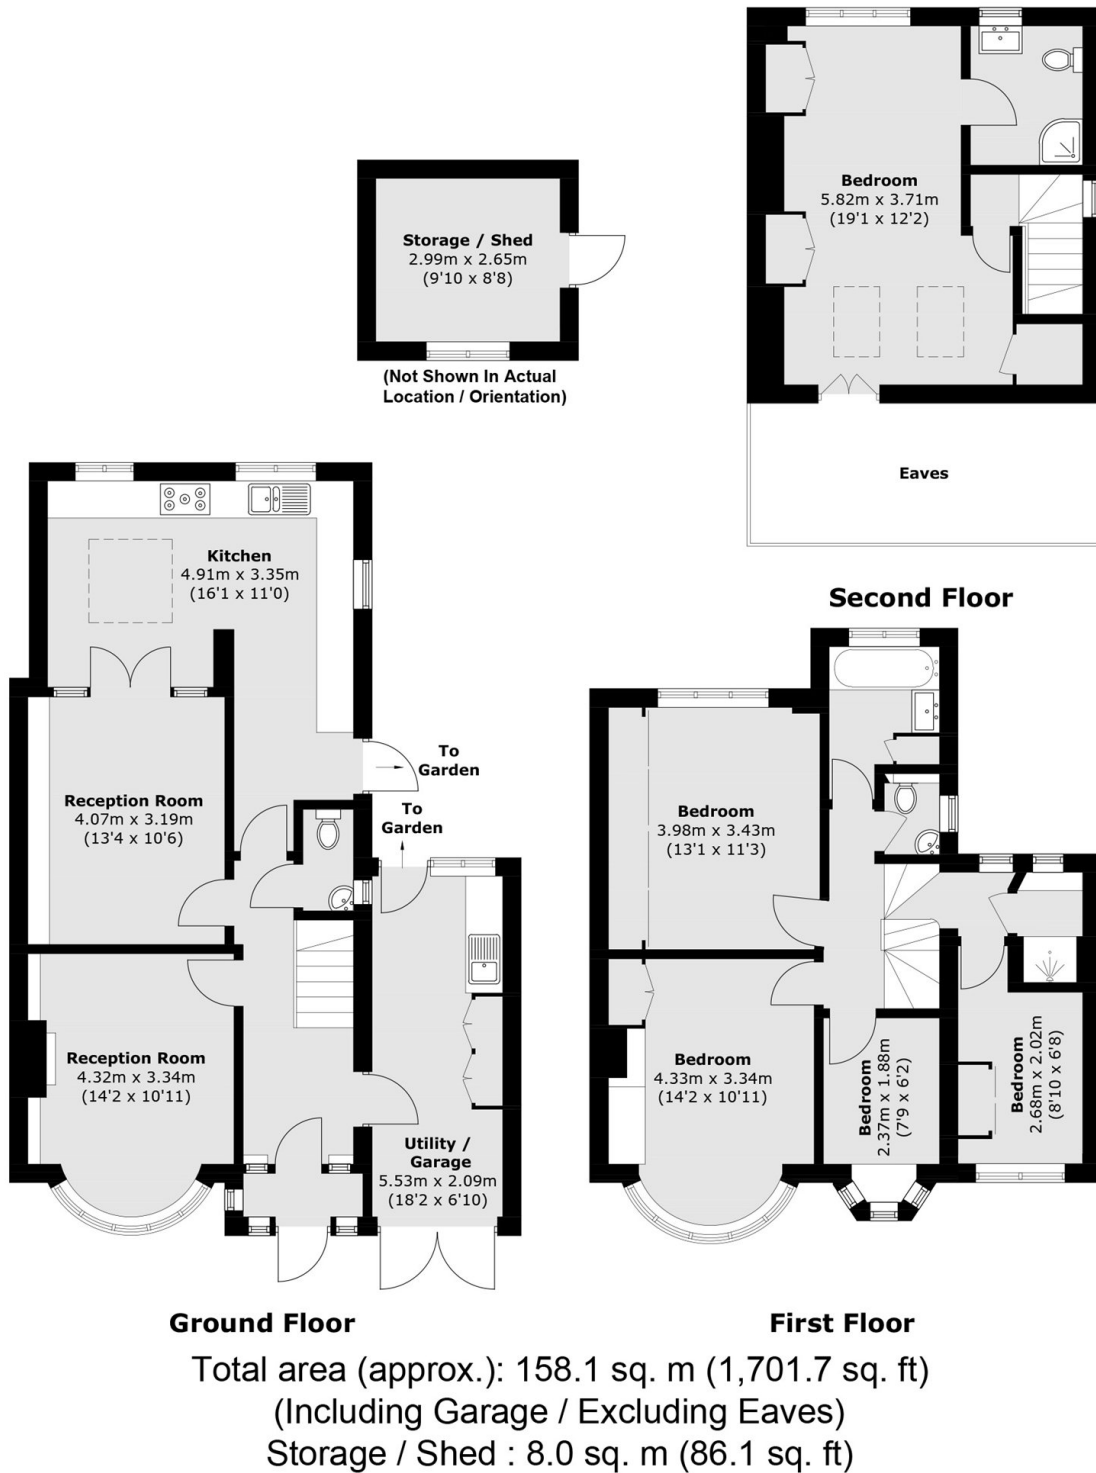 Bedroom
5.82m x 3.71m
(19'1 x 12'2)
Storage / Shed
2.99m x 2.65m
(9'10 x 8'8)
(Not Shown In Actual
Location / Orientation)
Eaves
Second Floor
Kitchen
4.91m x 3.35m
(16'1 x 11'0)
To
Garden
To
Garden
Reception Room
4.07m x 3.19m
(13'4 x 10'6)
Reception Room
4.32m x 3.34m
(14'2 x 10'11)
Utility /
Garage
5.53m x 2.09m
(18'2 x 6'10)
Ground Floor
Bedroom
3.98m x 3.43m
(13'1 x 11'3)
Bedroom
4.33m x 3.34m
(14'2 x 10'11)
Bedroom
2.37m x 1.88m
(7'9 x 6'2)
Bedroom
2.68m x 2.02m
(8'10 x 6'8)
First Floor
Total area (approx.): 158.1 sq. m (1,701.7 sq. ft)
(Including Garage / Excluding Eaves)
Storage / Shed : 8.0 sq. m (86.1 sq. ft)